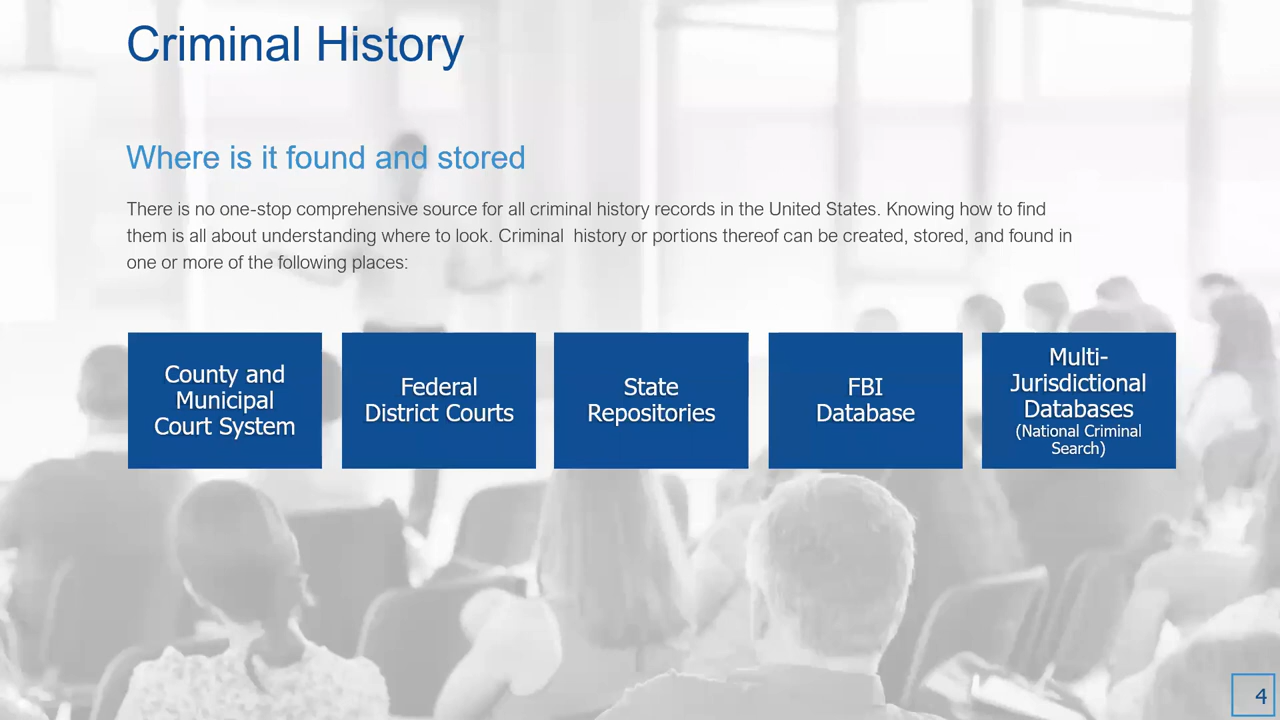 Criminal History
Where is it found and stored
There is no one-stop comprehensive source for all criminal history records in the United States. Knowing how to find
them is all about understanding where to look. Criminal  history or portions thereof can be created, stored, and found in
one or more of the following places:
County and
Municipal
Court System
Federal
District Courts
State
Repositories
FBI
Database
Multi-
Jurisdictional
Databases
(National Criminal
Search)
4